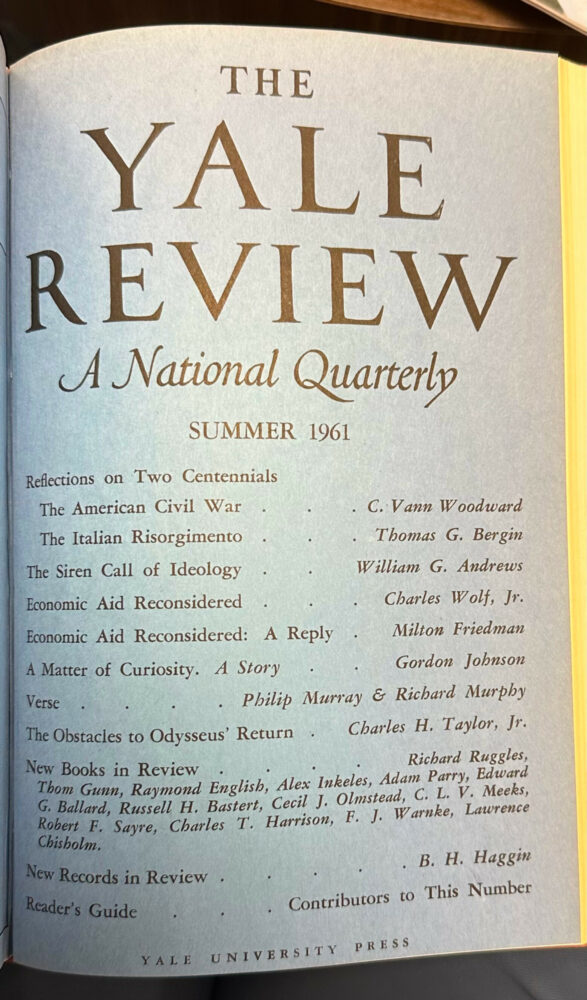 THE
YALE
REVIEW
A National Quarterly
SUMMER 1961
Reflections on Two Centennials
The American Civil War . . . C. Vann Woodward
The Italian Risorgimento . . . Thomas G. Bergin
The Siren Call of Ideology . . William G. Andrews
Economic Aid Reconsidered . . . Charles Wolf, Jr.
Economic Aid Reconsidered: A Reply . Milton Friedman
A Matter of Curiosity. A Story . . Gordon Johnson
Verse . . . . Philip Murray & Richard Murphy
The Obstacles to Odysseus' Return . Charles H. Taylor, Jr.
New Books in Review . . . . Richard Ruggles,
Thom Gunn, Raymond English, Alex Inkeles, Adam Parry, Edward
G. Ballard, Russell H. Bastert, Cecil J. Olmstead, C. L. V. Meeks,
Robert F. Sayre, Charles T. Harrison, F. J. Warnke, Lawrence
Chisholm.
New Records in Review . . . . . B. H. Haggin
Reader's Guide . . . Contributors to This Number
YALE UNIVERSITY PRESS